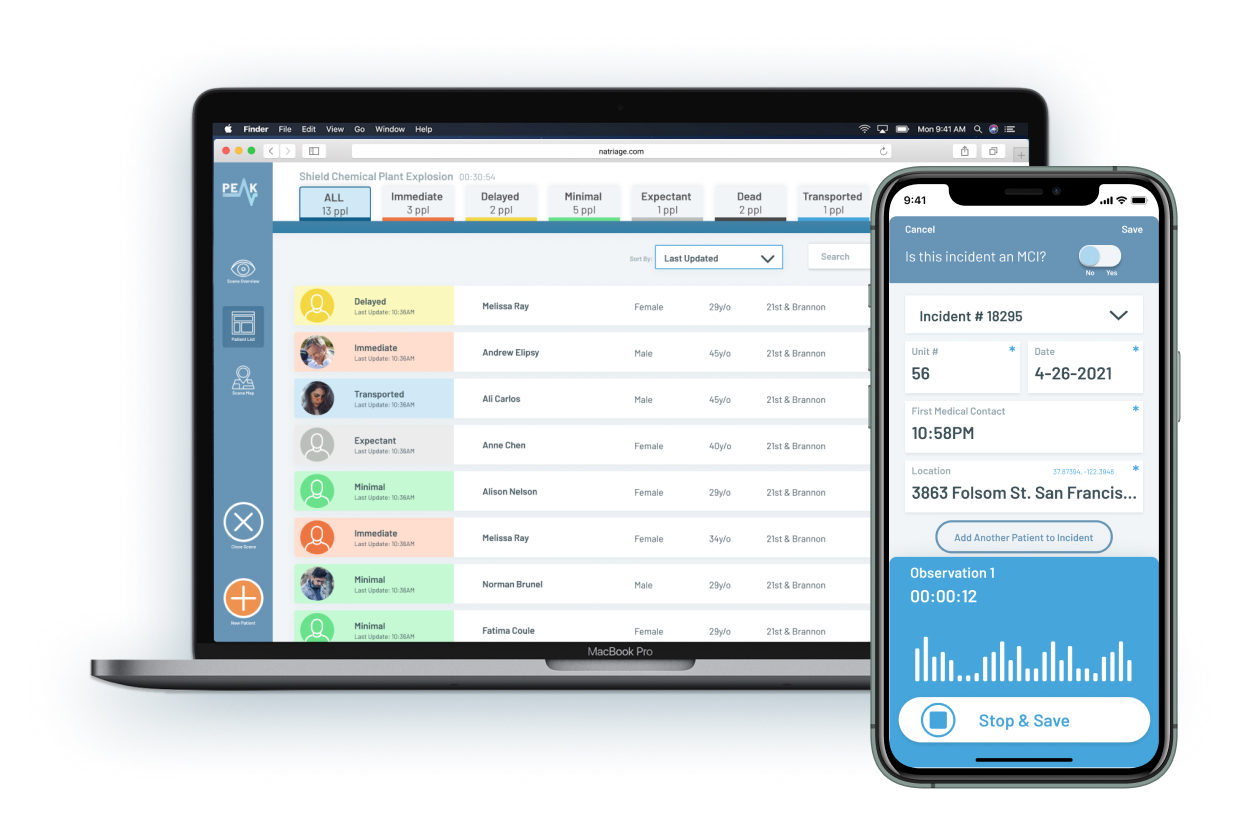 Finder File Edit View Go Window Help
Mon 9:41 AM
natriage.com
PEAK
Shield Chemical Plant Explosion 00:30:54
ALL
13 ppl
Immediate
3 ppl
Delayed
2 ppl
Minimal
5 ppl
Expectant
1 ppl
Dead
2 ppl
Transported
1 ppl
Scene Overview
Patient List
Scene Map
Close Scene
New Patient
Sort By: Last Updated
Search
Delayed
Last Update: 10:36AM
Melissa Ray Female 29y/o 21st & Brannon
Immediate
Last Update: 10:36AM
Andrew Elipsy Male 45y/o 21st & Brannon
Transported
Last Update: 10:36AM
Ali Carlos Male 45y/o 21st & Brannon
Expectant
Last Update: 10:36AM
Anne Chen Female 40y/o 21st & Brannon
Minimal
Last Update: 10:36AM
Alison Nelson Female 29y/o 21st & Brannon
Immediate
Last Update: 10:36AM
Melissa Ray Female 34y/o 21st & Brannon
Minimal
Last Update: 10:36AM
Norman Brunel Male 29y/o 21st & Brannon
Minimal
Last Update: 10:36AM
Fatima Coule Female 29y/o 21st & Brannon
MacBook Pro
9:41
Cancel Save
Is this incident an MCI?
No Yes
Incident # 18295
Unit # *
56
Date *
4-26-2021
First Medical Contact *
10:58PM
Location 37.87394, -122.3946 *
3863 Folsom St. San Francis...
Add Another Patient to Incident
Observation 1
00:00:12
Stop & Save